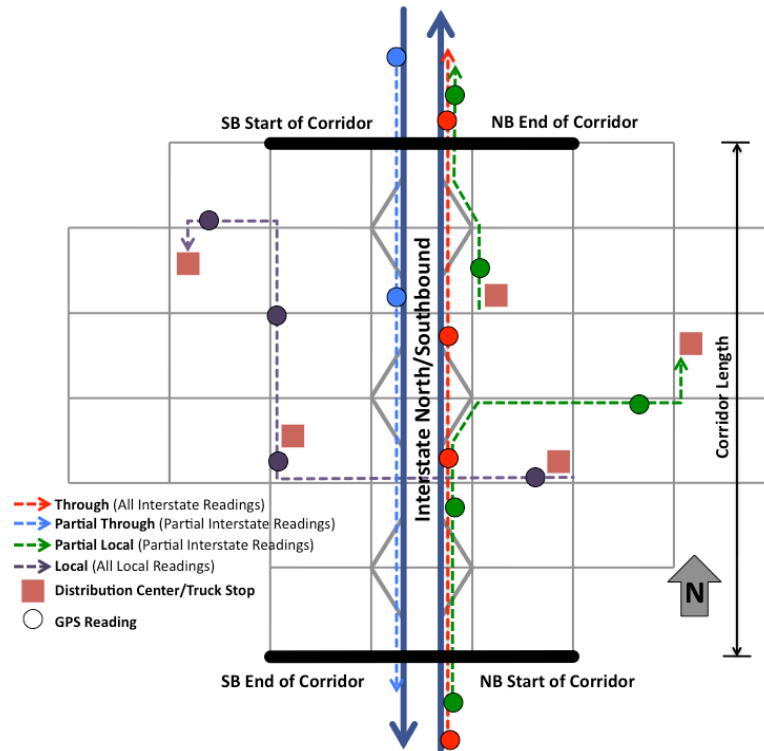 SB Start of Corridor
NB End of Corridor
Interstate North/Southbound
Corridor Length
Through (All Interstate Readings)
Partial Through (Partial Interstate Readings)
Partial Local (Partial Interstate Readings)
Local (All Local Readings)
Distribution Center/Truck Stop
GPS Reading
N
SB End of Corridor
NB Start of Corridor